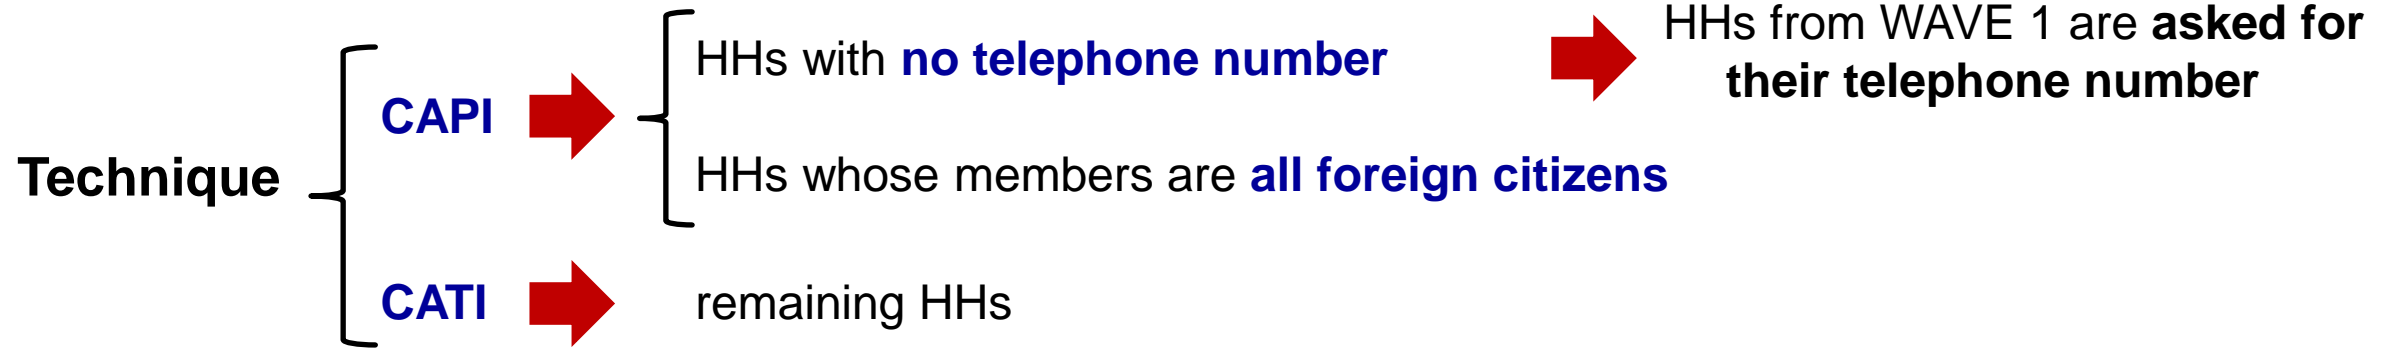 HHs from WAVE 1 are asked for
their telephone number
HHs with no telephone number
CAPI
Technique
HHs whose members are all foreign citizens
CATI
remaining HHs